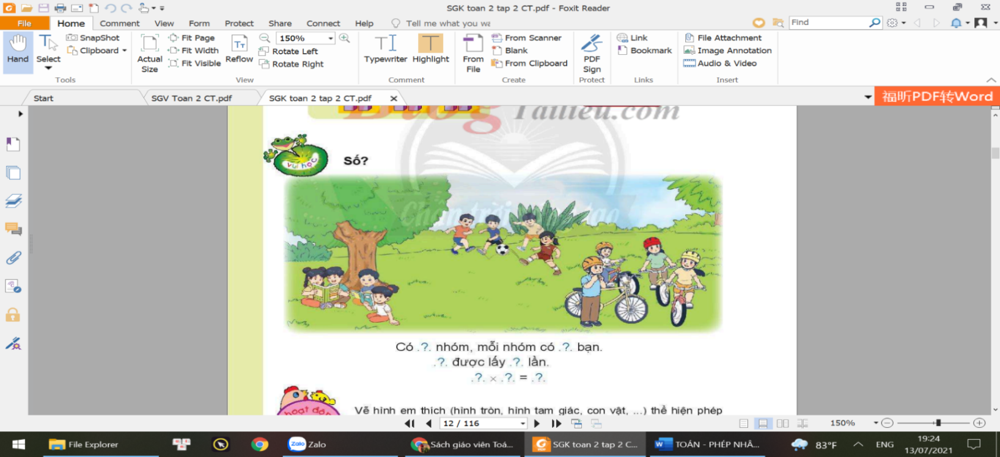 SGK toan 2 tap 2 CT.pdf - Foxit Reader
File Home Comment View Form Protect Share Connect Help Tell me what you wa Find
Hand
Select
SnapShot
Clipboard
Tools
Actual Size
Fit Page
Fit Width
Fit Visible
Reflow
150%
Rotate Left
Rotate Right
View
Typewriter
Highlight
Comment
From File
From Scanner
Blank
From Clipboard
Create
PDF Sign
Protect
Link
Bookmark
Links
File Attachment
Image Annotation
Audio & Video
Insert
Start SGV Toan 2 CT.pdf SGK toan 2 tap 2 CT.pdf 福昕PDF转Word
BlogTailieu.com
vui học
Số?
Chân trời sáng tạo
Có .?. nhóm, mỗi nhóm có .?. bạn.
.?. được lấy .?. lần.
.?. × .?. = .?.
Vẽ hình em thích (hình tròn, hình tam giác, con vật, ...) thể hiện phép
12 / 116
150%
File Explorer
Zalo Zalo
Sách giáo viên Toá...
SGK toan 2 tap 2 C...
TOÁN - PHÉP NHÂ...
83°F
ENG
19:24
13/07/2021